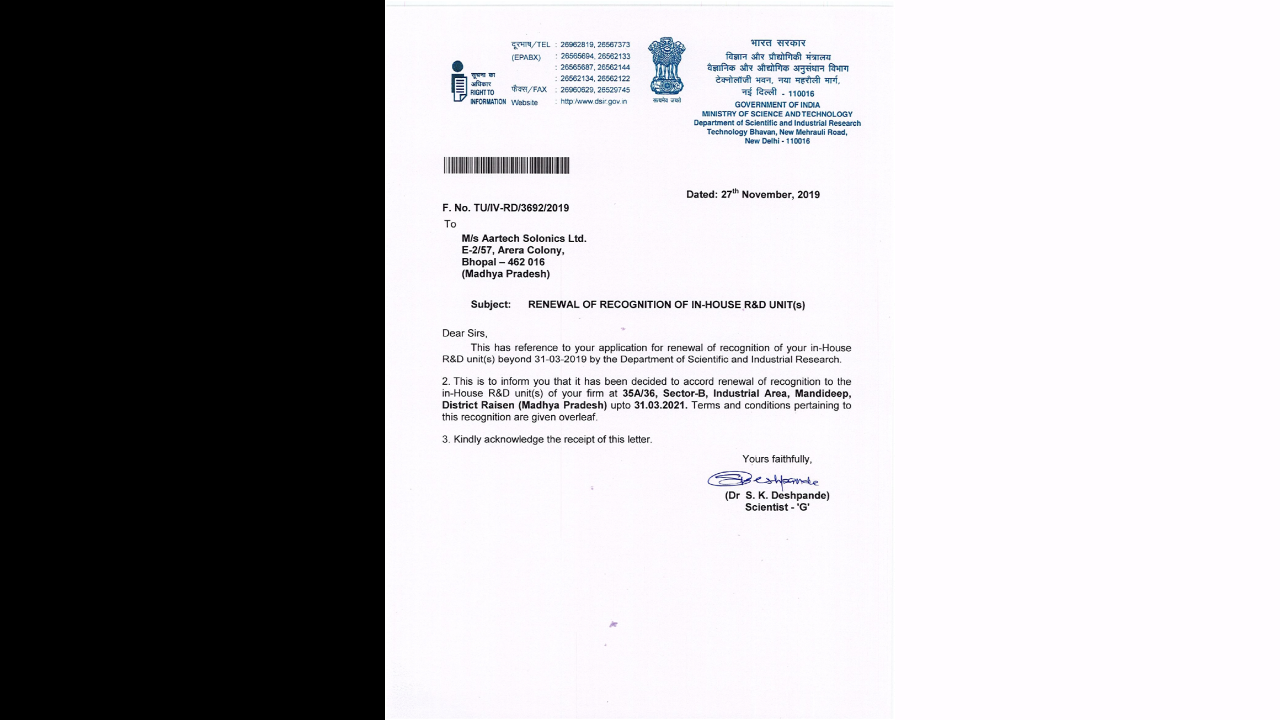 दूरभाष/TEL : 26962819, 26567373
(EPABX) : 26565694, 26562133
: 26565687, 26562144
: 26562134, 26562122
फैक्स/FAX : 26960629, 26529745
Website : http:/www.dsir.gov.in
सूचना का
अधिकार
RIGHT TO
INFORMATION
सत्यमेव जयते
भारत सरकार
विज्ञान और प्रौद्योगिकी मंत्रालय
वैज्ञानिक और औद्योगिक अनुसंधान विभाग
टेक्नोलॉजी भवन, नया महरौली मार्ग,
नई दिल्ली - 110016
GOVERNMENT OF INDIA
MINISTRY OF SCIENCE AND TECHNOLOGY
Department of Scientific and Industrial Research
Technology Bhavan, New Mehrauli Road,
New Delhi - 110016
Dated: 27th November, 2019
F. No. TU/IV-RD/3692/2019
To
M/s Aartech Solonics Ltd.
E-2/57, Arera Colony,
Bhopal – 462 016
(Madhya Pradesh)
Subject: RENEWAL OF RECOGNITION OF IN-HOUSE R&D UNIT(s)
Dear Sirs,
This has reference to your application for renewal of recognition of your in-House
R&D unit(s) beyond 31-03-2019 by the Department of Scientific and Industrial Research.
2. This is to inform you that it has been decided to accord renewal of recognition to the
in-House R&D unit(s) of your firm at 35A/36, Sector-B, Industrial Area, Mandideep,
District Raisen (Madhya Pradesh) upto 31.03.2021. Terms and conditions pertaining to
this recognition are given overleaf.
3. Kindly acknowledge the receipt of this letter.
Yours faithfully,
SKDeshpande
(Dr S. K. Deshpande)
Scientist - 'G'